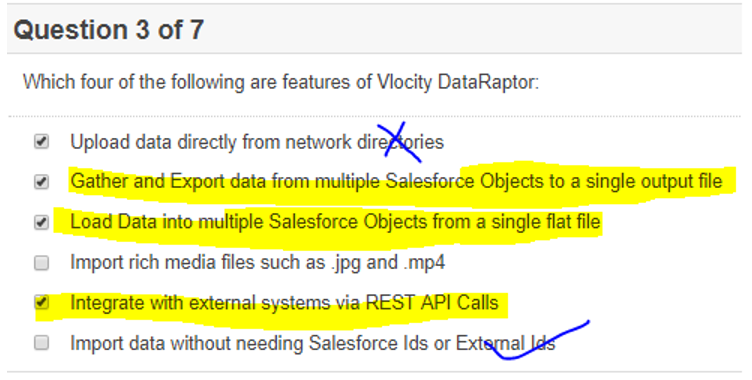 Question 3 of 7
Which four of the following are features of Vlocity DataRaptor:
Upload data directly from network directories
Gather and Export data from multiple Salesforce Objects to a single output file
Load Data into multiple Salesforce Objects from a single flat file
Import rich media files such as .jpg and .mp4
Integrate with external systems via REST API Calls
Import data without needing Salesforce Ids or External Ids